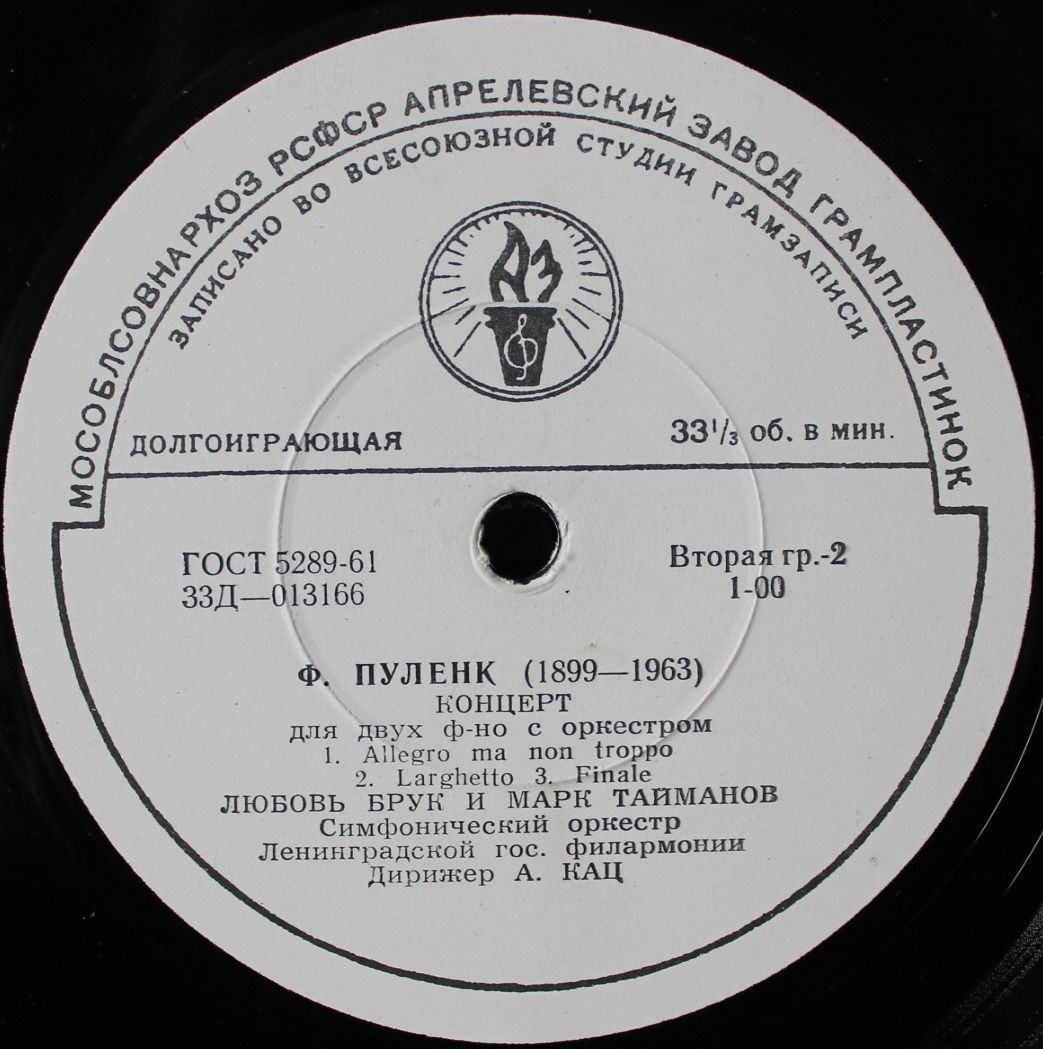 МОСОБЛСОВНАРХОЗ РСФСР АПРЕЛЕВСКИЙ ЗАВОД ГРАМПЛАСТИНОК
ЗАПИСАНО ВО ВСЕСОЮЗНОЙ СТУДИИ ГРАМЗАПИСИ
АЗ
ДОЛГОИГРАЮЩАЯ 33 1/3 об. в мин.
ГОСТ 5289-61 Вторая гр.-2
33Д—013166 1-00
Ф. ПУЛЕНК (1899—1963)
КОНЦЕРТ
для двух ф-но с оркестром
1. Allegro ma non troppo
2. Larghetto 3. Finale
ЛЮБОВЬ БРУК И МАРК ТАЙМАНОВ
Симфонический оркестр
Ленинградской гос. филармонии
Дирижер А. КАЦ